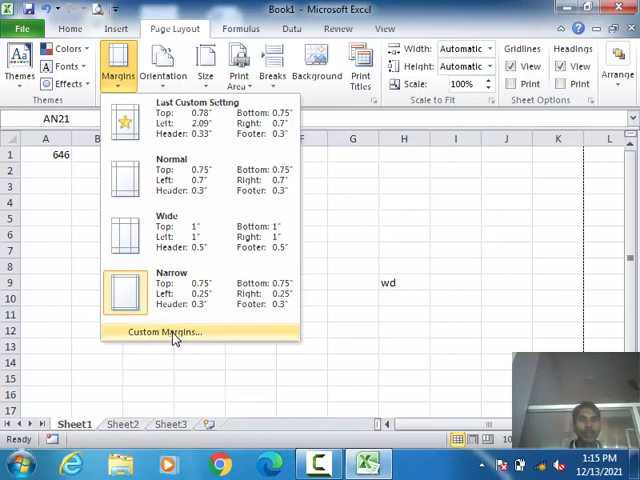 Book1 - Microsoft Excel
File Home Insert Page Layout Formulas Data Review View
Themes
Colors
Fonts
Effects
Themes
Margins
Orientation
Size
Print Area
Breaks
Background
Print Titles
Width: Automatic
Height: Automatic
Scale: 100%
Scale to Fit
Gridlines
View
Print
Headings
View
Print
Sheet Options
Arrange
AN21
Last Custom Setting
Top: 0.78" Bottom: 0.75"
Left: 2.09" Right: 0.7"
Header: 0.33" Footer: 0.3"
Normal
Top: 0.75" Bottom: 0.75"
Left: 0.7" Right: 0.7"
Header: 0.3" Footer: 0.3"
Wide
Top: 1" Bottom: 1"
Left: 1" Right: 1"
Header: 0.5" Footer: 0.5"
Narrow
Top: 0.75" Bottom: 0.75"
Left: 0.25" Right: 0.25"
Header: 0.3" Footer: 0.3"
Custom Margins...
A B F G H I J K L
1 646
2
3
4
5
6
7
8
9 wd
10
11
12
13
14
15
16
17
Sheet1 Sheet2 Sheet3
Ready
1:15 PM
12/13/2021